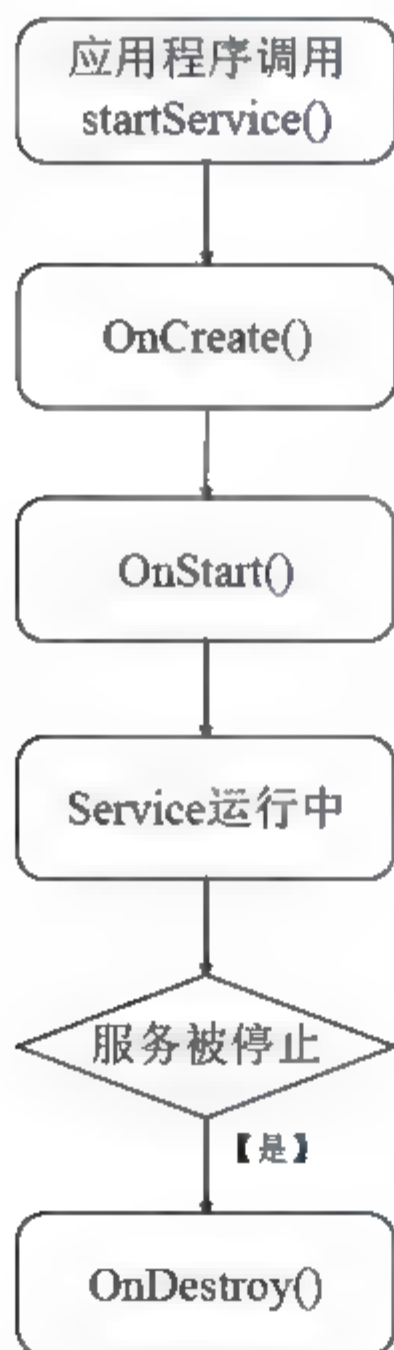 应用程序调用
startService()
OnCreate()
OnStart()
Service运行中
服务被停止
【是】
OnDestroy()